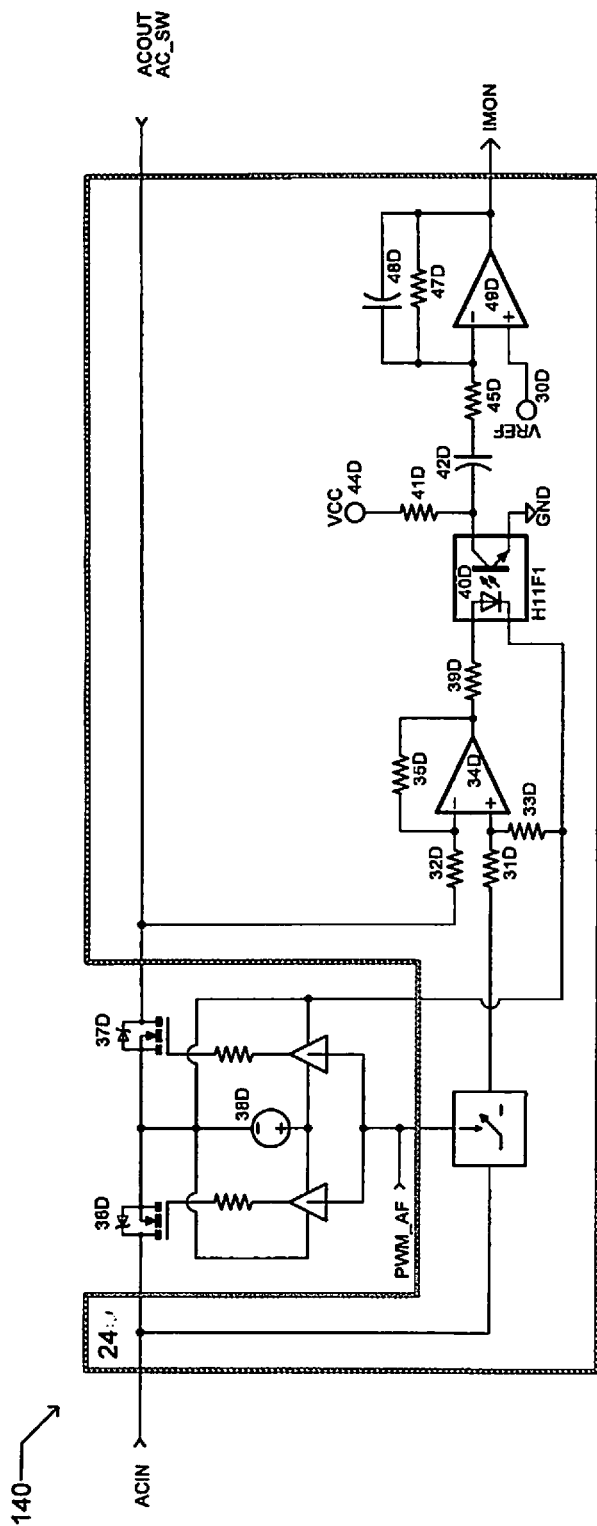 140
ACIN
ACOUT
AC_SW
24
38D
37D
38D
PWM_AF
32D
31D
33D
35D
34D
39D
40D
H11F1
GND
VCC
44D
41D
42D
45D
VREF
30D
48D
47D
49D
IMON